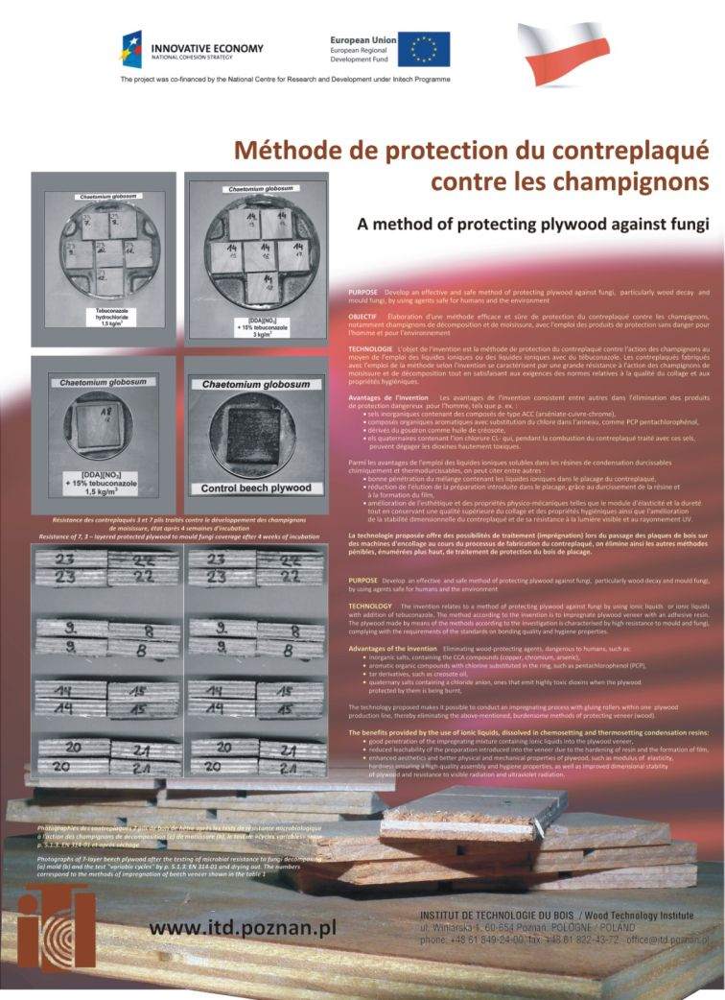 INNOVATIVE ECONOMY
NATIONAL COHESION STRATEGY
European Union
European Regional
Development Fund
The project was co-financed by the National Centre for Research and Development under Initech Programme
Méthode de protection du contreplaqué
contre les champignons
A method of protecting plywood against fungi
Chaetomium globosum
Tebuconazole
hydrochloride
1,5 kg/m³
Chaetomium globosum
14
14
14
14
14
[DDA][NO₃]
+ 15% tebuconazole
3 kg/m³
Chaetomium globosum
18
[DDA][NO₃]
+ 15% tebuconazole
1,5 kg/m³
Chaetomium globosum
Control beech plywood
Résistance des contreplaqués 3 et 7 plis traités contre le développement des champignons
de moisissure, état après 4 semaines d'incubation
Resistance of 7, 3 – layered protected plywood to mould fungi coverage after 4 weeks of incubation
23 22 23 22
23 22 23 22
9. 8 9. 8
9 8 9 8
14 15 14 15
14 15 14 15
20 21 20 21
20 21 20 21
Photographies des contreplaqués 7 plis de bois de hêtre après les tests de résistance microbiologique
à l'action des champignons de décomposition (a) de moisissure (b), le test de «cycles variables» selon
p. 5.1.3. EN 314-01 et après séchage
Photographs of 7-layer beech plywood after the testing of microbial resistance to fungi decomposing
(a) mold (b) and the test "variable cycles" by p. 5.1.3: EN 314-01 and drying out. The numbers
correspond to the methods of impregnation of beech veneer shown in the table 1
PURPOSE Develop an effective and safe method of protecting plywood against fungi, particularly wood decay and
mould fungi, by using agents safe for humans and the environment
OBJECTIF Élaboration d'une méthode efficace et sûre de protection du contreplaqué contre les champignons,
notamment champignons de décomposition et de moisissure, avec l'emploi des produits de protection sans danger pour
l'homme et pour l'environnement
TECHNOLOGIE L'objet de l'invention est la méthode de protection du contreplaqué contre l'action des champignons au
moyen de l'emploi des liquides ioniques ou des liquides ioniques avec du tébuconazole. Les contreplaqués fabriqués
avec l'emploi de la méthode selon l'invention se caractérisent par une grande résistance à l'action des champignons de
moisissure et de décomposition tout en satisfaisant aux exigences des normes relatives à la qualité du collage et aux
propriétés hygiéniques.
Avantages de l'invention Les avantages de l'invention consistent entre autres dans l'élimination des produits
de protection dangereux pour l'homme, tels que p. ex. :
• sels inorganiques contenant des composés de type ACC (arséniate-cuivre-chrome),
• composés organiques aromatiques avec substitution du chlore dans l'anneau, comme PCP pentachlorophénol,
• dérivés du goudron comme huile de créosote,
• els quaternaires contenant l'ion chlorure CL- qui, pendant la combustion du contreplaqué traité avec ces sels,
peuvent dégager les dioxines hautement toxiques.
Parmi les avantages de l'emploi des liquides ioniques solubles dans les résines de condensation durcissables
chimiquement et thermodurcissables, on peut citer entre autres :
• bonne pénétration du mélange contenant les liquides ioniques dans le placage du contreplaqué,
• réduction de l'élution de la préparation introduite dans le placage, grâce au durcissement de la résine et
à la formation du film,
• amélioration de l'esthétique et des propriétés physico-mécaniques telles que le module d'élasticité et la dureté
tout en conservant une qualité supérieure du collage et des propriétés hygiéniques ainsi que l'amélioration
de la stabilité dimensionnelle du contreplaqué et de sa résistance à la lumière visible et au rayonnement UV.
La technologie proposée offre des possibilités de traitement (imprégnation) lors du passage des plaques de bois sur
des machines d'encollage au cours du processus de fabrication du contreplaqué, on élimine ainsi les autres méthodes
pénibles, énumérées plus haut, de traitement de protection du bois de placage.
PURPOSE Develop an effective and safe method of protecting plywood against fungi, particularly wood decay and mould fungi,
by using agents safe for humans and the environment
TECHNOLOGY The invention relates to a method of protecting plywood against fungi by using ionic liquids or ionic liquids
with addition of tebuconazole. The method according to the invention is to impregnate plywood veneer with an adhesive resin.
The plywood made by means of the methods according to the investigation is characterised by high resistance to mould and fungi,
complying with the requirements of the standards on bonding quality and hygiene properties.
Advantages of the invention Eliminating wood-protecting agents, dangerous to humans, such as:
• inorganic salts, containing the CCA compounds (copper, chromium, arsenic),
• aromatic organic compounds with chlorine substituted in the ring, such as pentachlorophenol (PCP),
• tar derivatives, such as creosote oil,
• quaternary salts containing a chloride anion, ones that emit highly toxic dioxins when the plywood
protected by them is being burnt,
The technology proposed makes it possible to conduct an impregnating process with gluing rollers within one plywood
production line, thereby eliminating the above-mentioned, burdensome methods of protecting veneer (wood).
The benefits provided by the use of ionic liquids, dissolved in chemosetting and thermosetting condensation resins:
• good penetration of the impregnating mixture containing ionic liquids into the plywood veneer,
• reduced leachability of the preparation introduced into the veneer due to the hardening of resin and the formation of film,
• enhanced aesthetics and better physical and mechanical properties of plywood, such as modulus of elasticity,
hardness ensuring a high-quality assembly and hygiene properties, as well as improved dimensional stability
of plywood and resistance to visible radiation and ultraviolet radiation.
itd
www.itd.poznan.pl
INSTITUT DE TECHNOLOGIE DU BOIS / Wood Technology Institute
ul. Winiarska 1, 60-654 Poznań, POLOGNE / POLAND
phone: +48 61 849-24-00, fax: +48 61 822-43-72, office@itd.poznan.pl